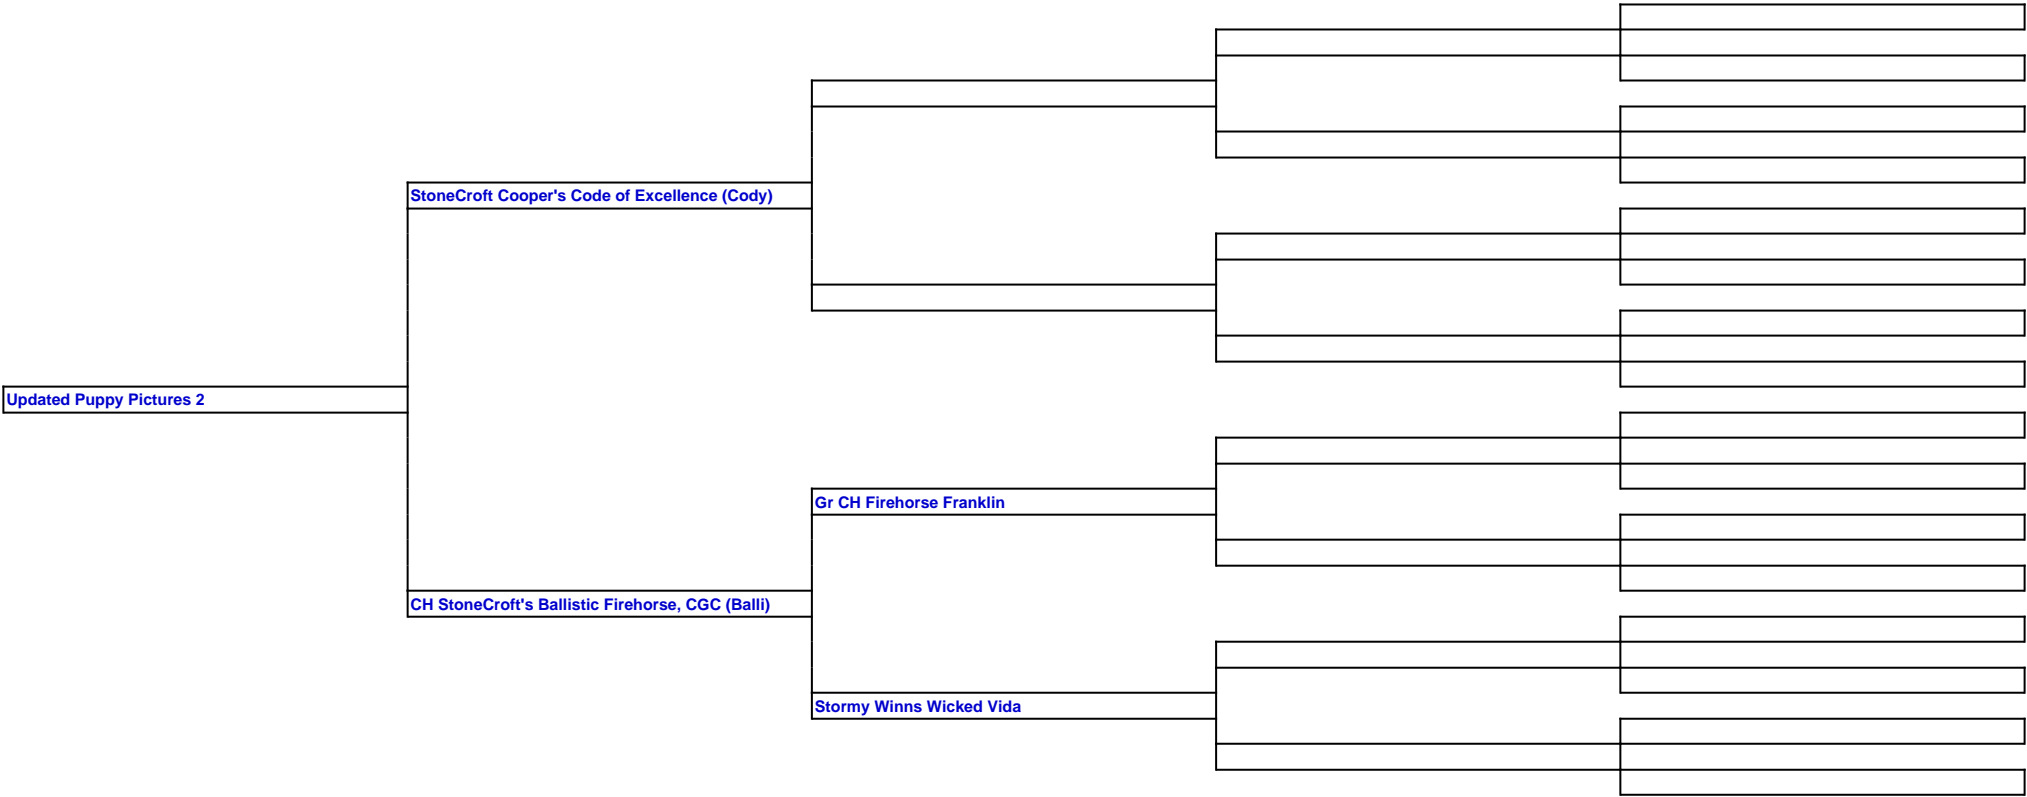 StoneCroft Cooper's Code of Excellence (Cody)
Updated Puppy Pictures 2
Gr CH Firehorse Franklin
CH StoneCroft's Ballistic Firehorse, CGC (Balli)
Stormy Winns Wicked Vida